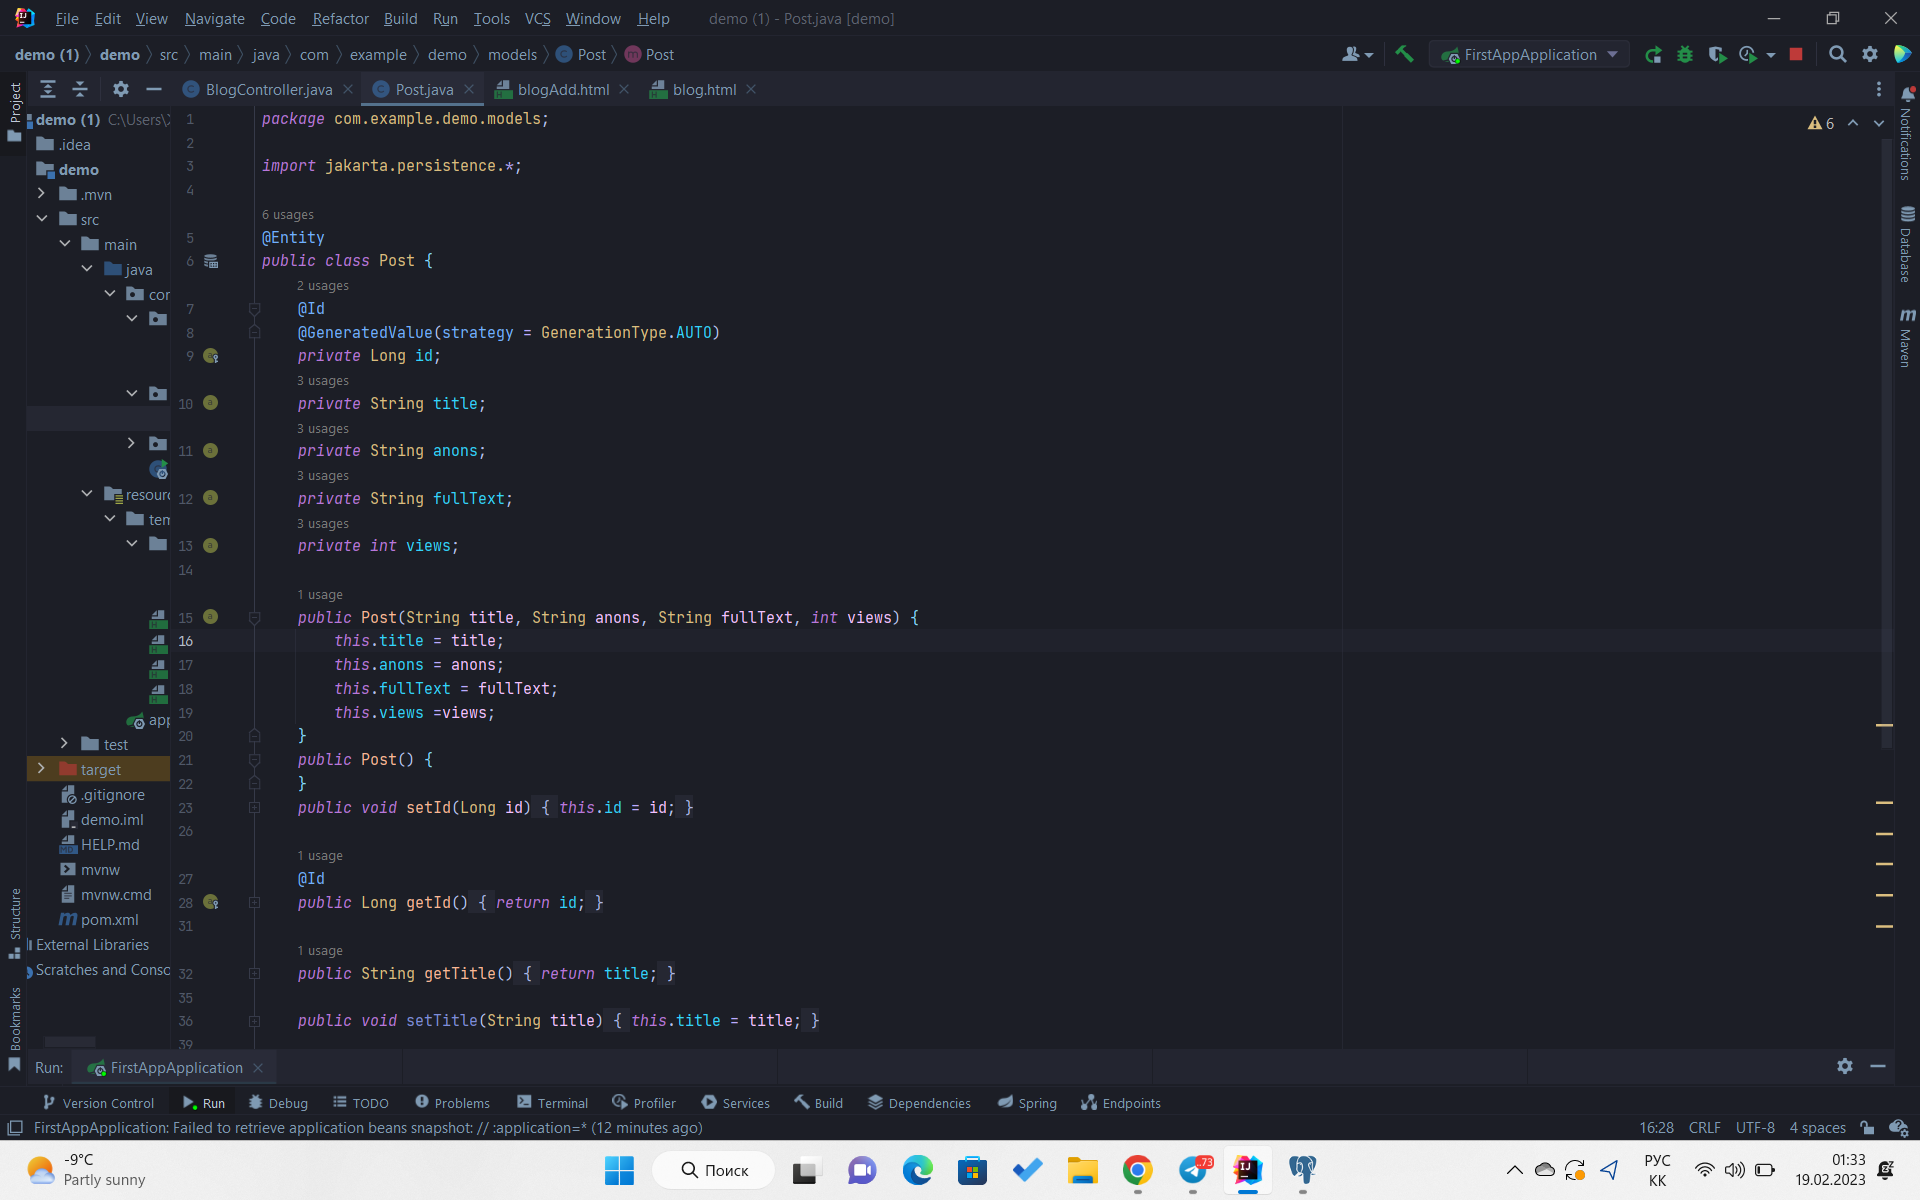 File Edit View Navigate Code Refactor Build Run Tools VCS Window Help demo (1) - Post.java [demo]
demo (1) demo src main java com example demo models Post Post FirstAppApplication
BlogController.java Post.java blogAdd.html blog.html
Project
demo (1) C:\Users\
.idea
demo
.mvn
src
main
java
resour
test
target
.gitignore
demo.iml
HELP.md
mvnw
mvnw.cmd
pom.xml
External Libraries
Scratches and Conso
Structure
Bookmarks
6
1 package com.example.demo.models;
2
3 import jakarta.persistence.*;
4
6 usages
5 @Entity
6 public class Post {
2 usages
7 @Id
8 @GeneratedValue(strategy = GenerationType.AUTO)
9 private Long id;
3 usages
10 private String title;
3 usages
11 private String anons;
3 usages
12 private String fullText;
3 usages
13 private int views;
14
1 usage
15 public Post(String title, String anons, String fullText, int views) {
16 this.title = title;
17 this.anons = anons;
18 this.fullText = fullText;
19 this.views =views;
20 }
21 public Post() {
22 }
23 public void setId(Long id) { this.id = id; }
26
1 usage
27 @Id
28 public Long getId() { return id; }
31
1 usage
32 public String getTitle() { return title; }
35
36 public void setTitle(String title) { this.title = title; }
39
Notifications
Database
Maven
Run: FirstAppApplication
Version Control Run Debug TODO Problems Terminal Profiler Services Build Dependencies Spring Endpoints
FirstAppApplication: Failed to retrieve application beans snapshot: // :application=* (12 minutes ago) 16:28 CRLF UTF-8 4 spaces
-9°C
Partly sunny
Поиск
РУС
КК
01:33
19.02.2023